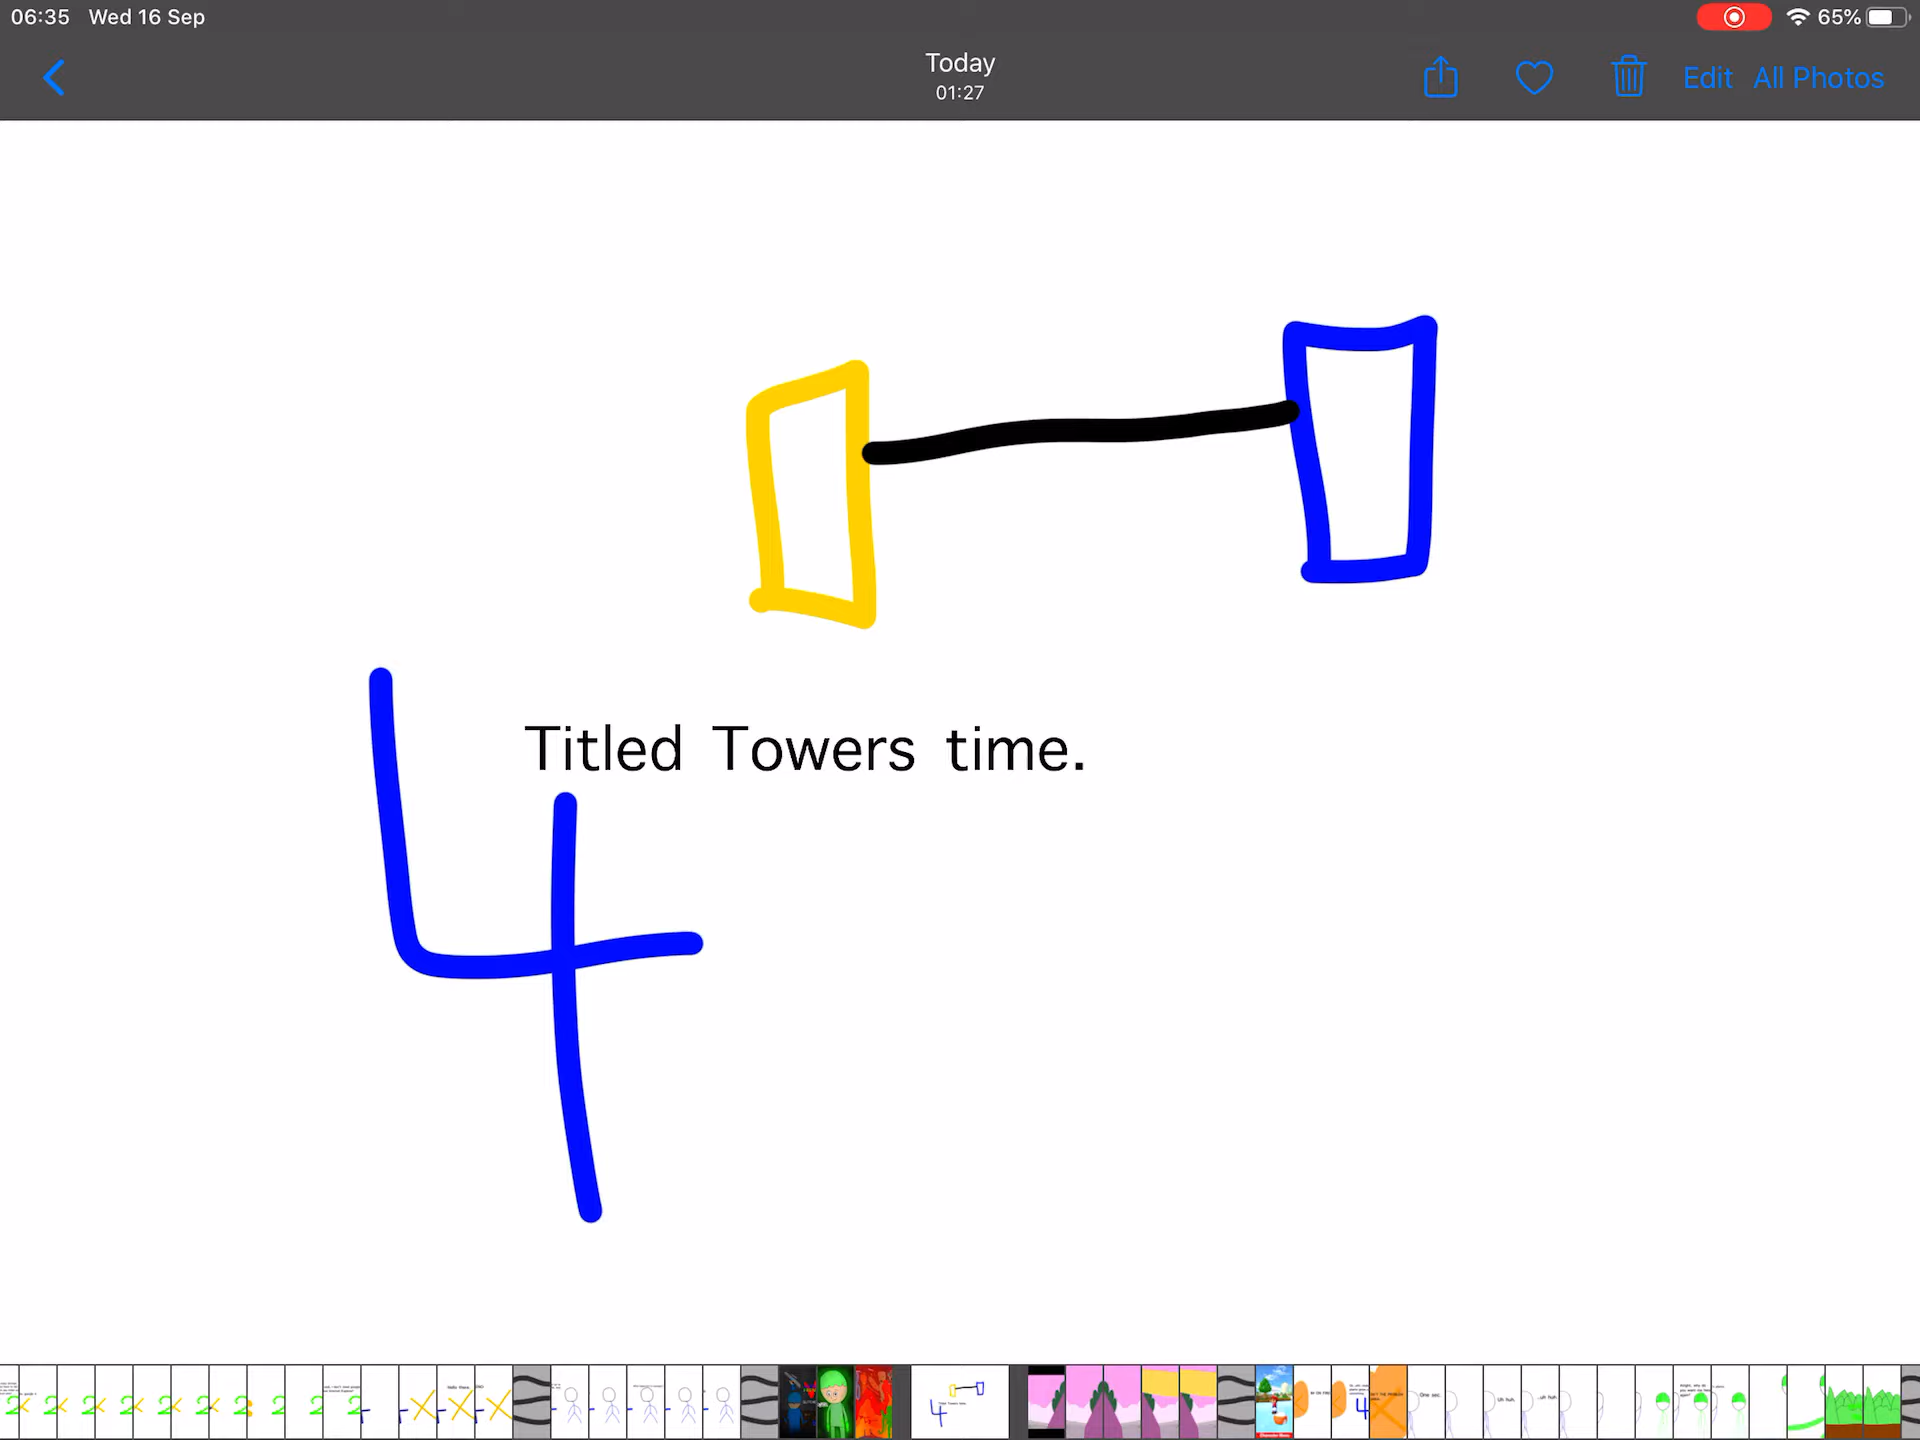 06:35 Wed 16 Sep
65%
Today
01:27
Edit All Photos
Titled Towers time.
4